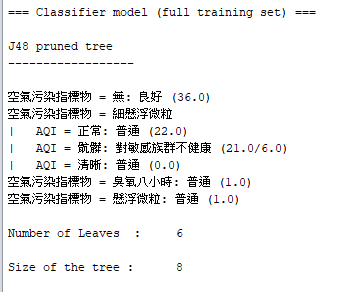 === Classifier model (full training set) ===
J48 pruned tree
------------------
空氣污染指標物 = 無: 良好 (36.0)
空氣污染指標物 = 細懸浮微粒
|   AQI = 正常: 普通 (22.0)
|   AQI = 骯髒: 對敏感族群不健康 (21.0/6.0)
|   AQI = 清晰: 普通 (0.0)
空氣污染指標物 = 臭氧八小時: 普通 (1.0)
空氣污染指標物 = 懸浮微粒: 普通 (1.0)
Number of Leaves  :     6
Size of the tree :      8